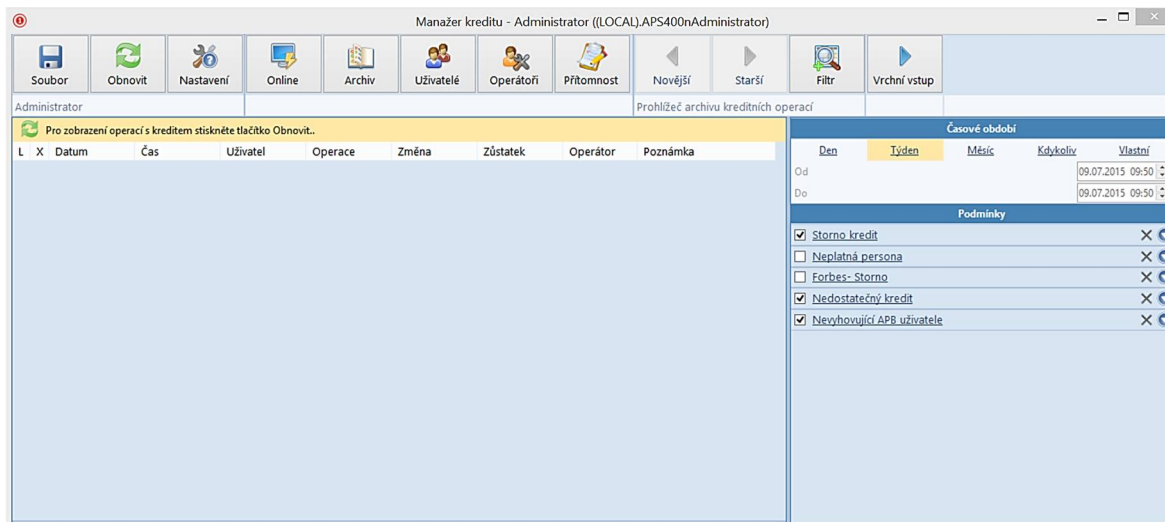 Manažer kreditu - Administrator ((LOCAL).APS400nAdministrator)
Soubor Obnovit Nastavení Online Archiv Uživatelé Operátoři Přítomnost Novější Starší Filtr Vrchní vstup
Administrator Prohlížeč archivu kreditních operací
Pro zobrazení operací s kreditem stiskněte tlačítko Obnovit..
L X Datum Čas Uživatel Operace Změna Zůstatek Operátor Poznámka
Časové období
Den Týden Měsíc Kdykoliv Vlastní
Od 09.07.2015 09:50
Do 09.07.2015 09:50
Podmínky
Storno kredit
Neplatná persona
Forbes- Storno
Nedostatečný kredit
Nevyhovující APB uživatele